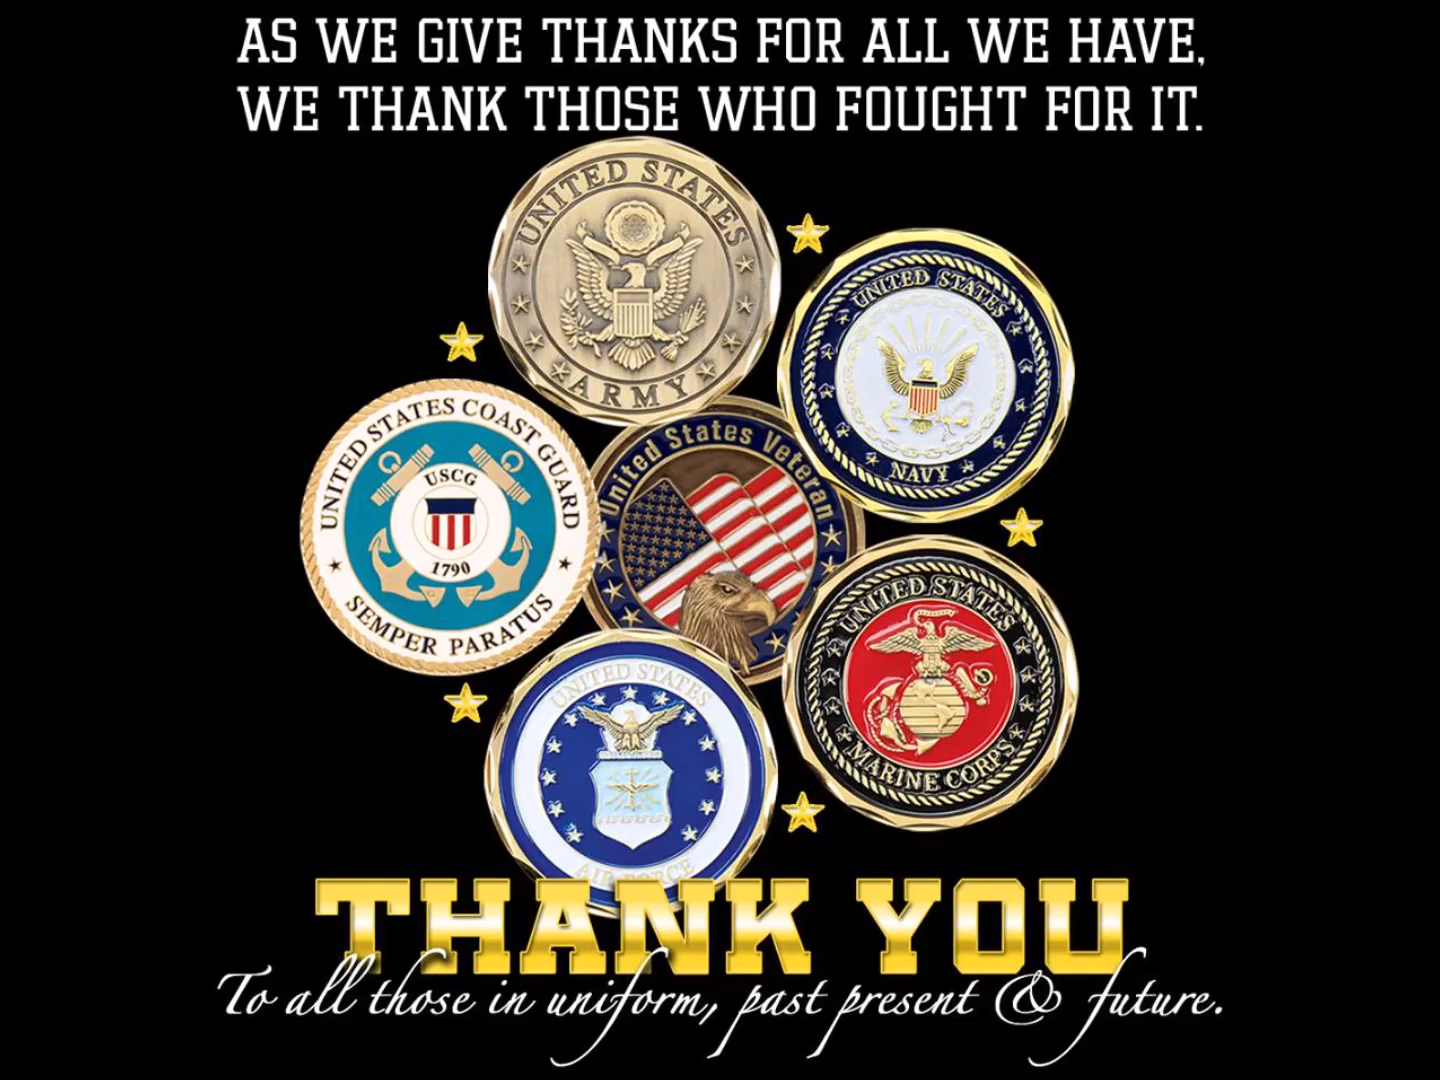 AS WE GIVE THANKS FOR ALL WE HAVE,
WE THANK THOSE WHO FOUGHT FOR IT.
UNITED STATES
ARMY
UNITED STATES
NAVY
UNITED STATES COAST GUARD
USCG
1790
SEMPER PARATUS
United States Veteran
UNITED STATES
MARINE CORPS
UNITED STATES
AIR FORCE
THANK YOU
To all those in uniform, past present & future.